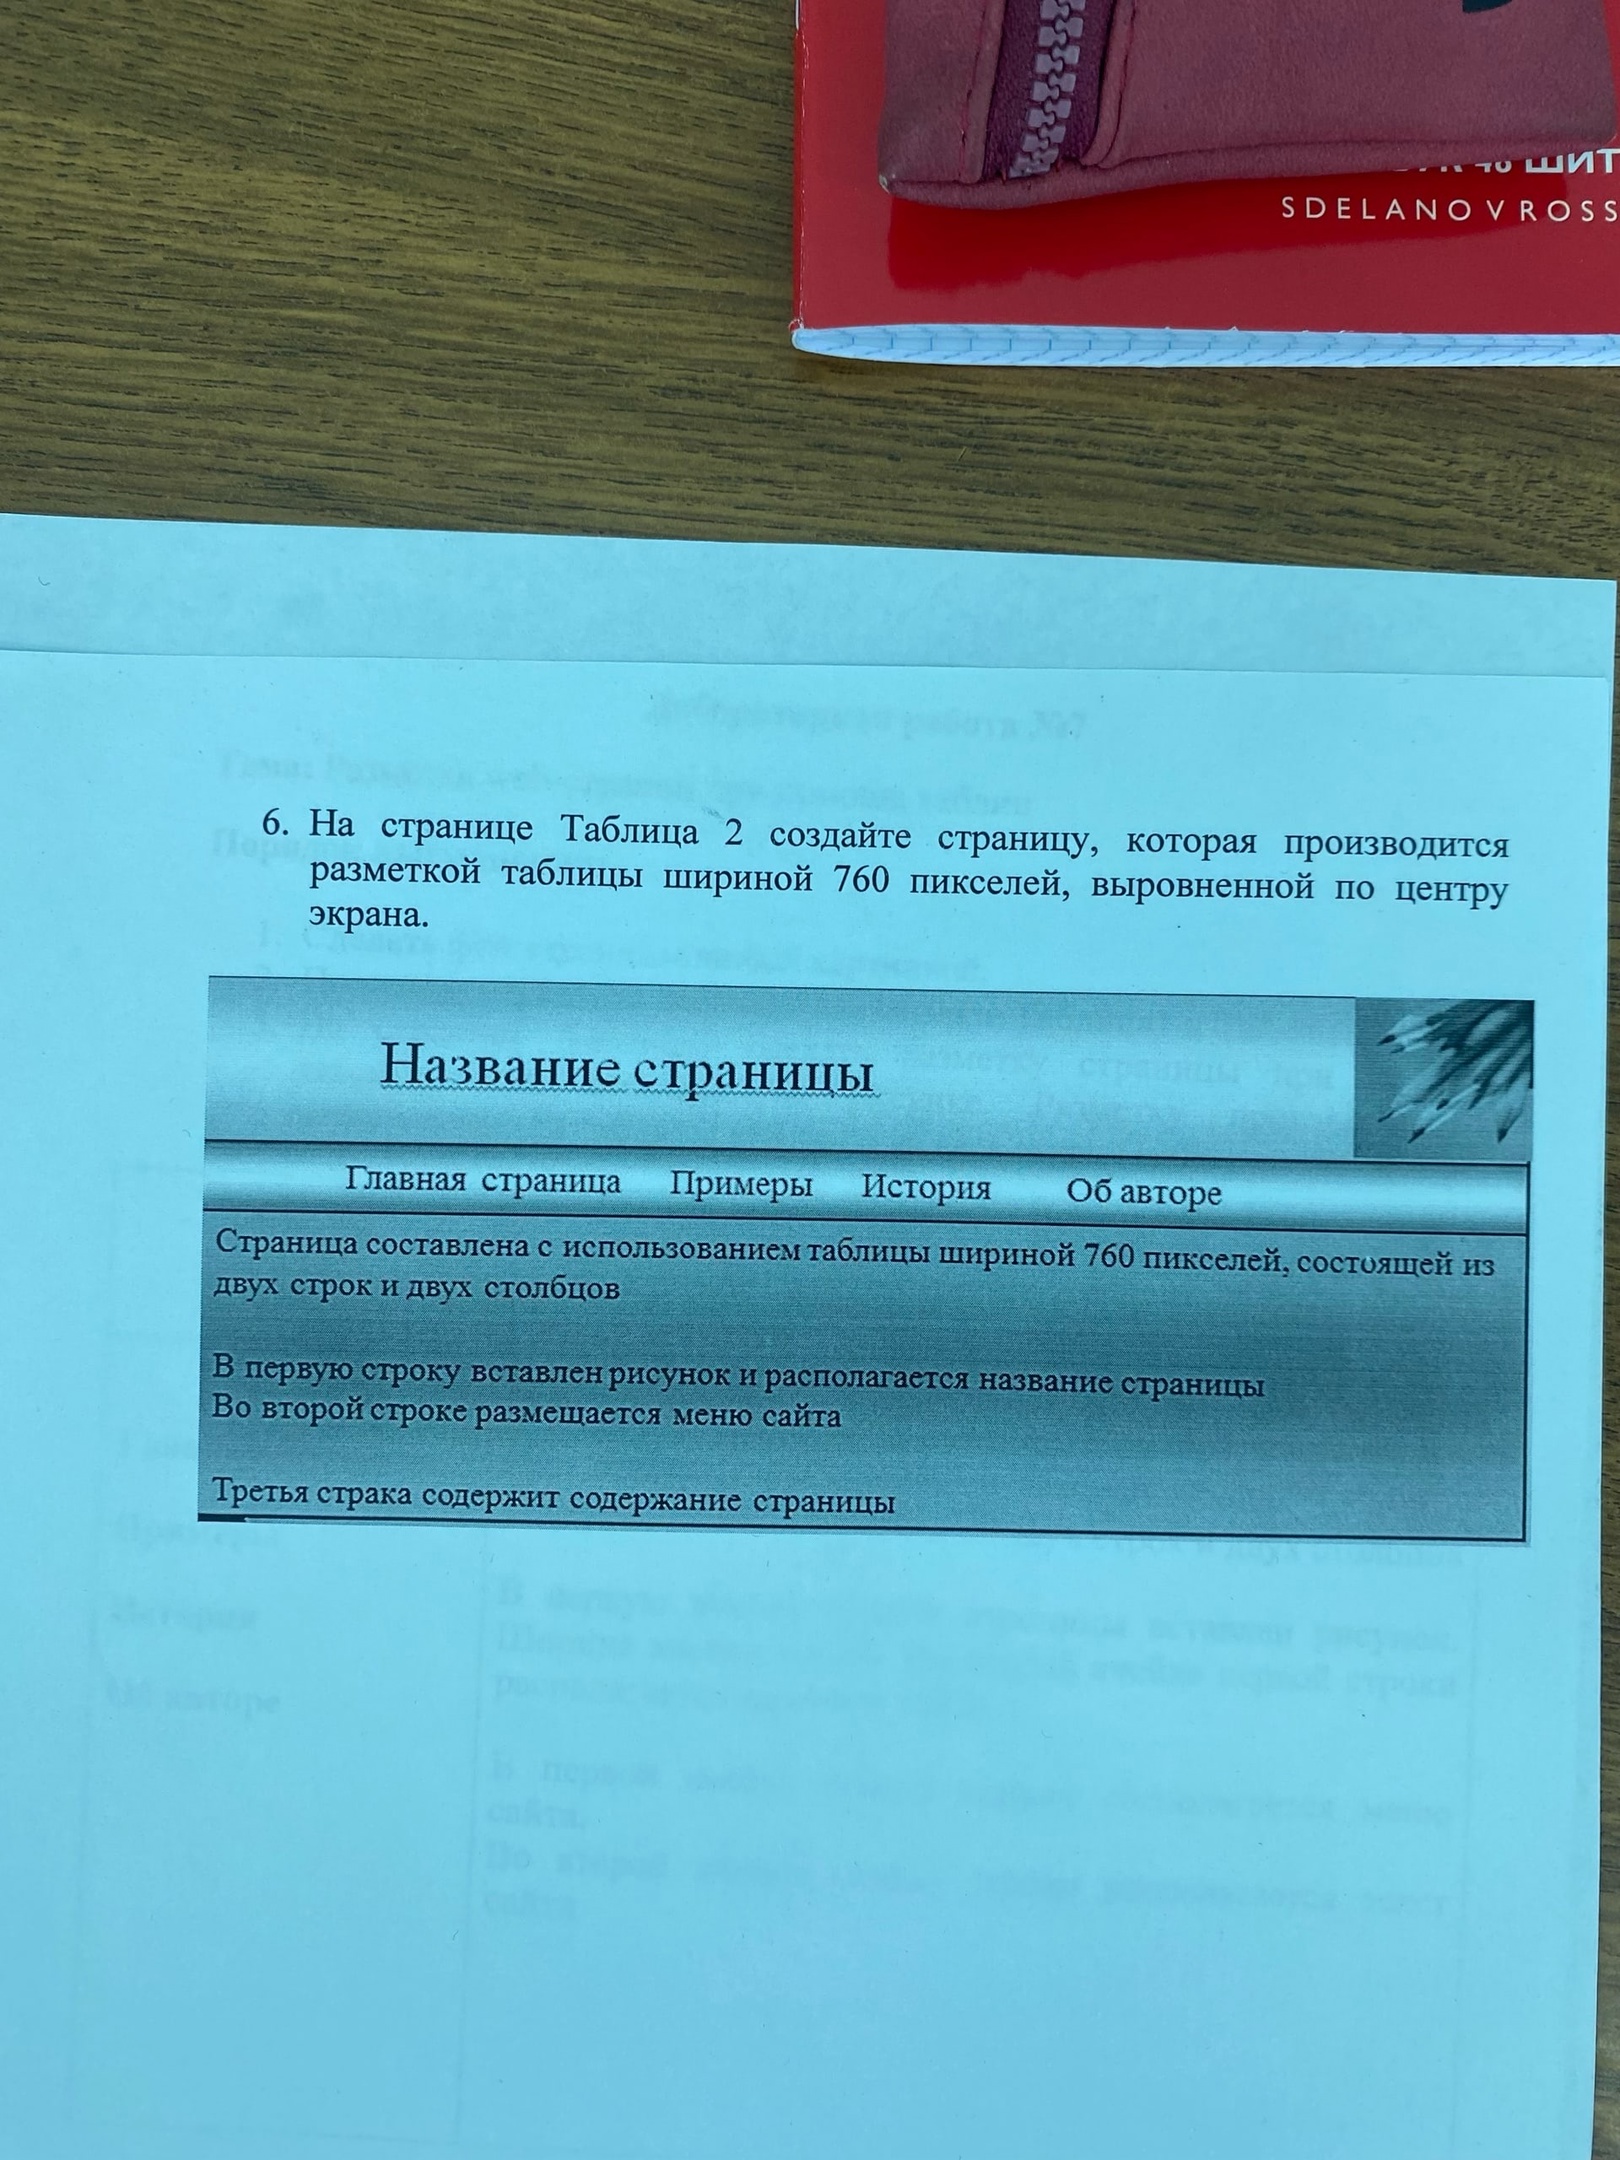 ШИТ
SDELANOVROSS
6. На странице Таблица 2 создайте страницу, которая производится
разметкой таблицы шириной 760 пикселей, выровненной по центру
экрана.
Название страницы
Главная страница Примеры История Об авторе
Страница составлена с использованием таблицы шириной 760 пикселей, состоящей из
двух строк и двух столбцов
В первую строку вставлен рисунок и располагается название страницы
Во второй строке размещается меню сайта
Третья страка содержит содержание страницы